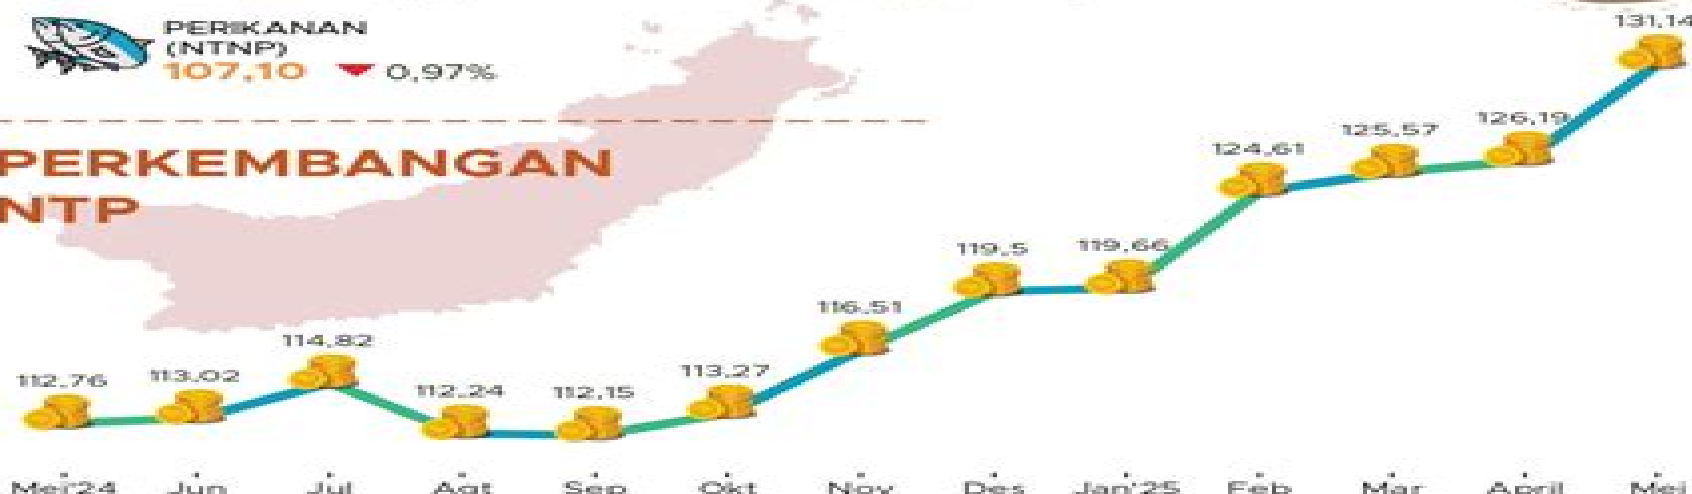 PERIKANAN
(NTNP)
107,10 0,97%
PERKEMBANGAN
NTP
112,76
113,02
114,82
112,24
112,15
113,27
116,51
119,5
119,66
124,61
125,57
126,19
131,14
Mei'24 Jun Jul Agt Sep Okt Nov Des Jan'25 Feb Mar April Mei